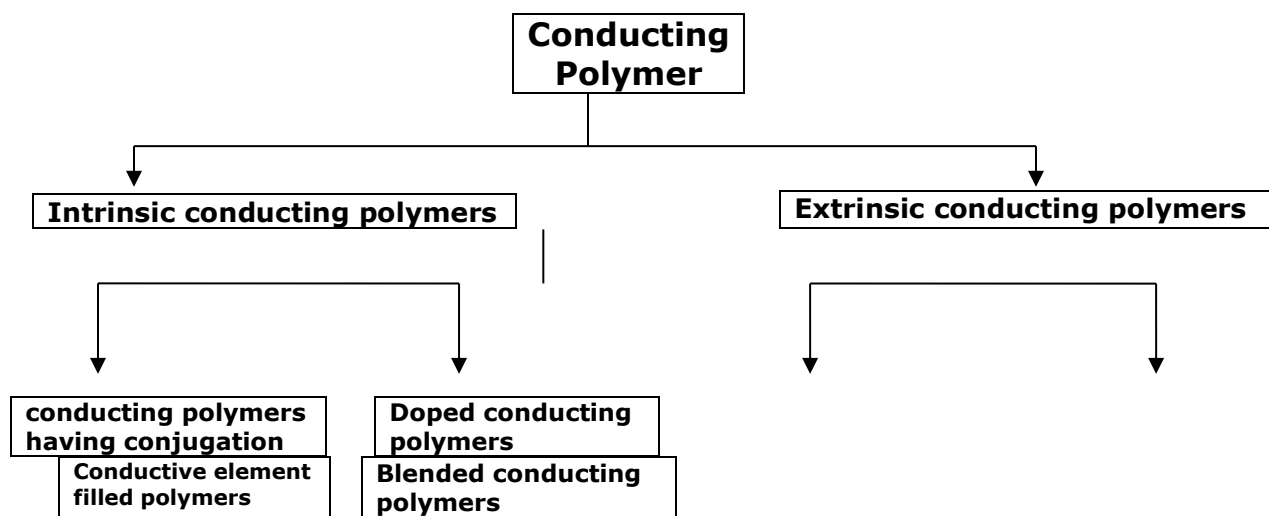 Conducting
Polymer
Intrinsic conducting polymers
Extrinsic conducting polymers
conducting polymers
having conjugation
Doped conducting
polymers
Conductive element
filled polymers
Blended conducting
polymers